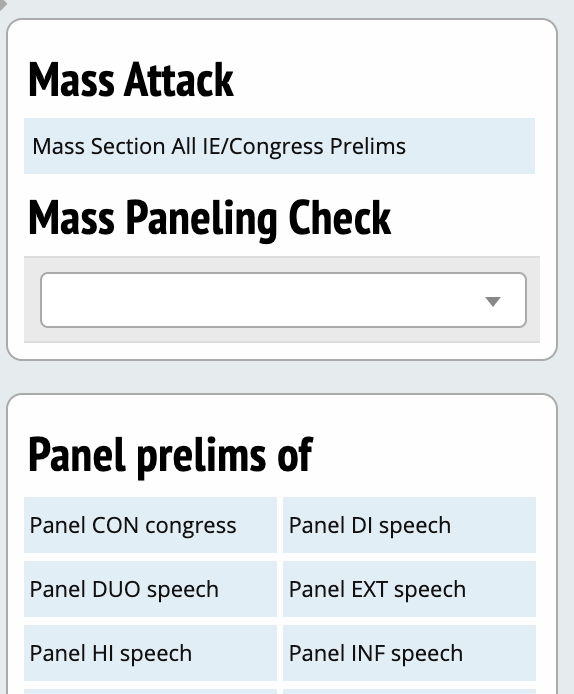 Mass Attack
Mass Section All IE/Congress Prelims
Mass Paneling Check
Panel prelims of
Panel CON congress
Panel DI speech
Panel DUO speech
Panel EXT speech
Panel HI speech
Panel INF speech